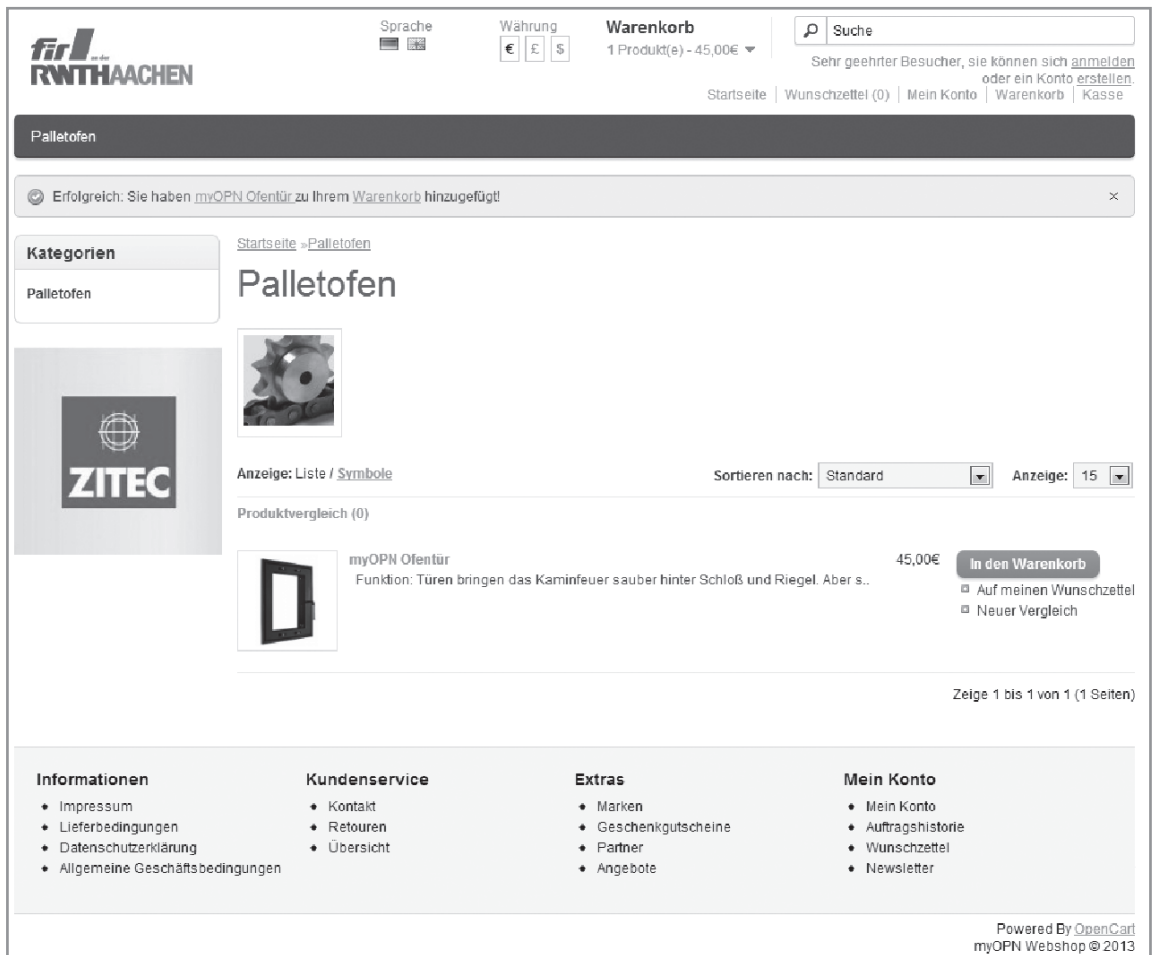 Sprache
Währung
€ £ $
Warenkorb
1 Produkt(e) - 45,00€
Suche
Sehr geehrter Besucher, sie können sich anmelden
oder ein Konto erstellen.
Startseite | Wunschzettel (0) | Mein Konto | Warenkorb | Kasse
fir an der
RWTHAACHEN
Palletofen
Erfolgreich: Sie haben myOPN Ofentür zu Ihrem Warenkorb hinzugefügt!
Kategorien
Palletofen
ZITEC
Startseite »Palletofen
Palletofen
Anzeige: Liste / Symbole
Sortieren nach: Standard
Anzeige: 15
Produktvergleich (0)
myOPN Ofentür
Funktion: Türen bringen das Kaminfeuer sauber hinter Schloß und Riegel. Aber s..
45,00€
In den Warenkorb
Auf meinen Wunschzettel
Neuer Vergleich
Zeige 1 bis 1 von 1 (1 Seiten)
Informationen
Impressum
Lieferbedingungen
Datenschutzerklärung
Allgemeine Geschäftsbedingungen
Kundenservice
Kontakt
Retouren
Übersicht
Extras
Marken
Geschenkgutscheine
Partner
Angebote
Mein Konto
Mein Konto
Auftragshistorie
Wunschzettel
Newsletter
Powered By OpenCart
myOPN Webshop © 2013